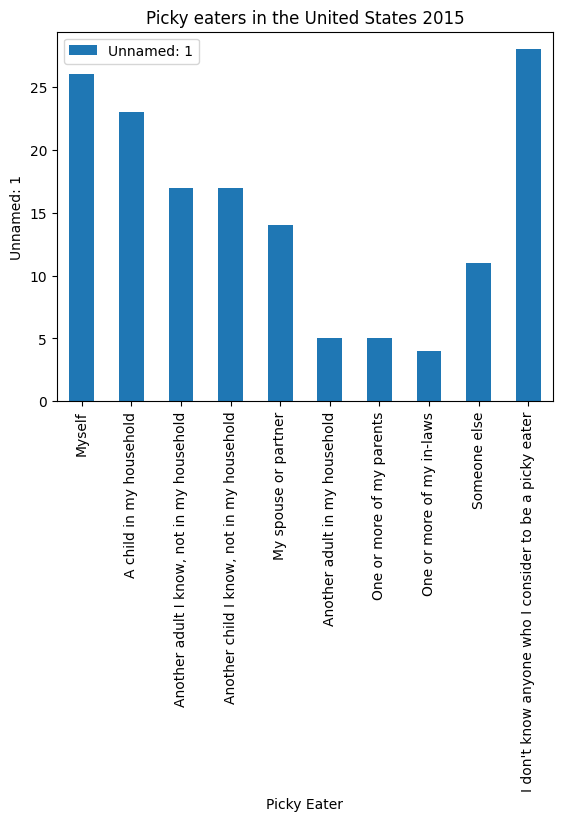 Picky eaters in the United States 2015
Unnamed: 1
Unnamed: 1
25
20
15
10
5
0
Myself
A child in my household
Another adult I know, not in my household
Another child I know, not in my household
My spouse or partner
Another adult in my household
One or more of my parents
One or more of my in-laws
Someone else
I don't know anyone who I consider to be a picky eater
Picky Eater